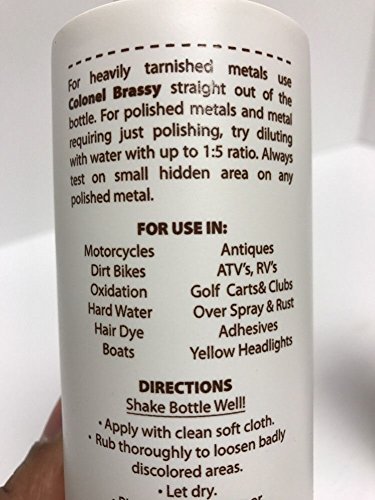 For heavily tarnished metals use
Colonel Brassy straight out of the
bottle. For polished metals and metal
requiring just polishing, try diluting
with water with up to 1:5 ratio. Always
test on small hidden area on any
polished metal.
FOR USE IN:
Motorcycles
Dirt Bikes
Oxidation
Hard Water
Hair Dye
Boats
Antiques
ATV's, RV's
Golf Carts& Clubs
Over Spray & Rust
Adhesives
Yellow Headlights
DIRECTIONS
Shake Bottle Well!
• Apply with clean soft cloth.
• Rub thoroughly to loosen badly
discolored areas.
• Let dry.